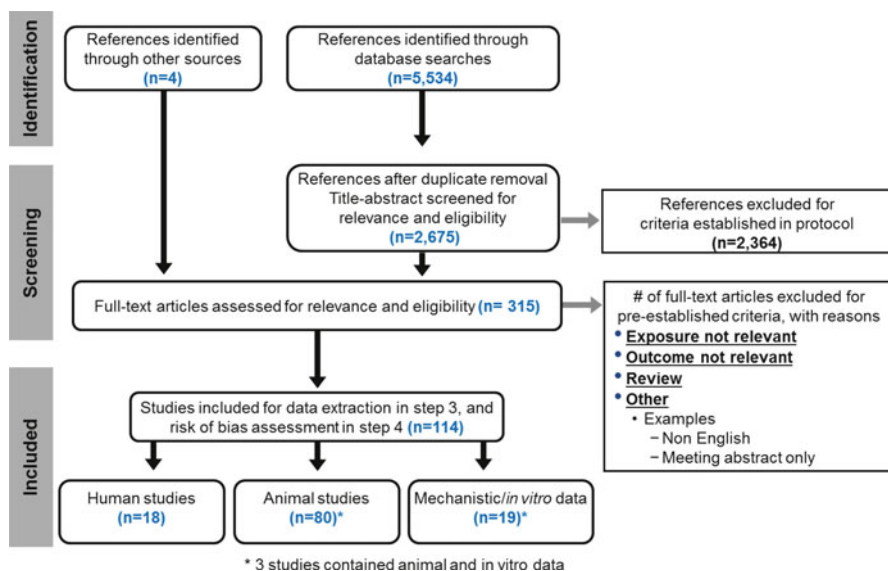 Identification
References identified
through other sources
(n=4)
References identified through
database searches
(n=5,534)
Screening
References after duplicate removal
Title-abstract screened for
relevance and eligibility
(n=2,675)
References excluded for
criteria established in protocol
(n=2,364)
Full-text articles assessed for relevance and eligibility (n= 315)
# of full-text articles excluded for
pre-established criteria, with reasons
• Exposure not relevant
• Outcome not relevant
• Review
• Other
• Examples
– Non English
– Meeting abstract only
Included
Studies included for data extraction in step 3, and
risk of bias assessment in step 4 (n=114)
Human studies
(n=18)
Animal studies
(n=80)*
Mechanistic/in vitro data
(n=19)*
* 3 studies contained animal and in vitro data